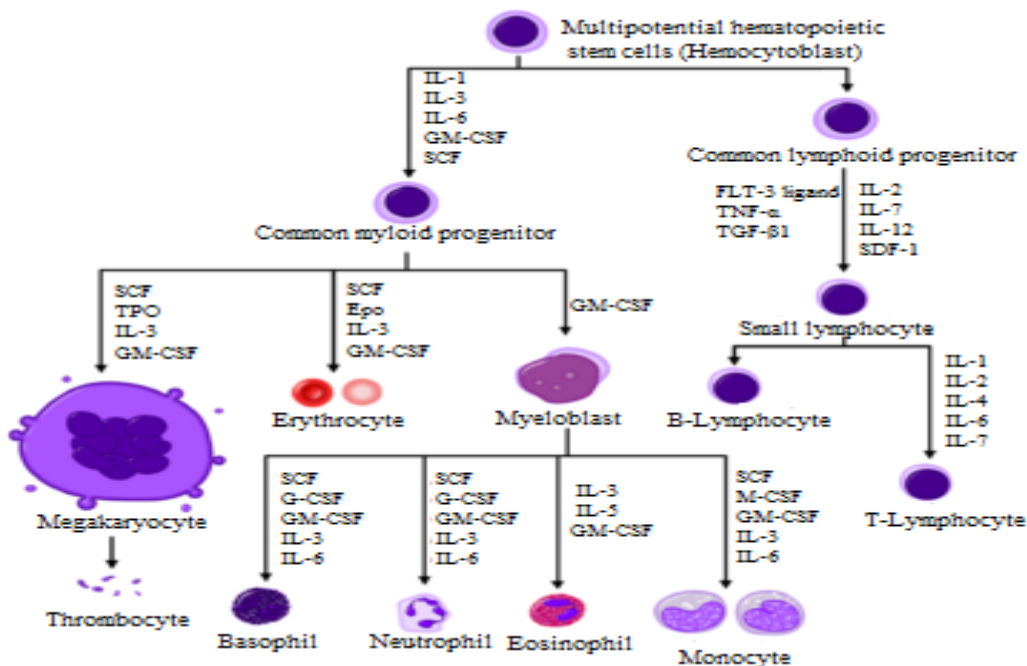 Multipotential hematopoietic
stem cells (Hemocytoblast)
IL-1
IL-3
IL-6
GM-CSF
SCF
Common lymphoid progenitor
FLT-3 ligand
TNF-α
TGF-β1
IL-2
IL-7
IL-12
SDF-1
Common myloid progenitor
SCF
TPO
IL-3
GM-CSF
SCF
Epo
IL-3
GM-CSF
GM-CSF
Small lymphocyte
Erythrocyte
Myeloblast
B-Lymphocyte
IL-1
IL-2
IL-4
IL-6
IL-7
T-Lymphocyte
Megakaryocyte
SCF
G-CSF
GM-CSF
IL-3
IL-6
SCF
G-CSF
GM-CSF
IL-3
IL-6
IL-3
IL-5
GM-CSF
SCF
M-CSF
GM-CSF
IL-3
IL-6
Thrombocyte
Basophil
Neutrophil
Eosinophil
Monocyte